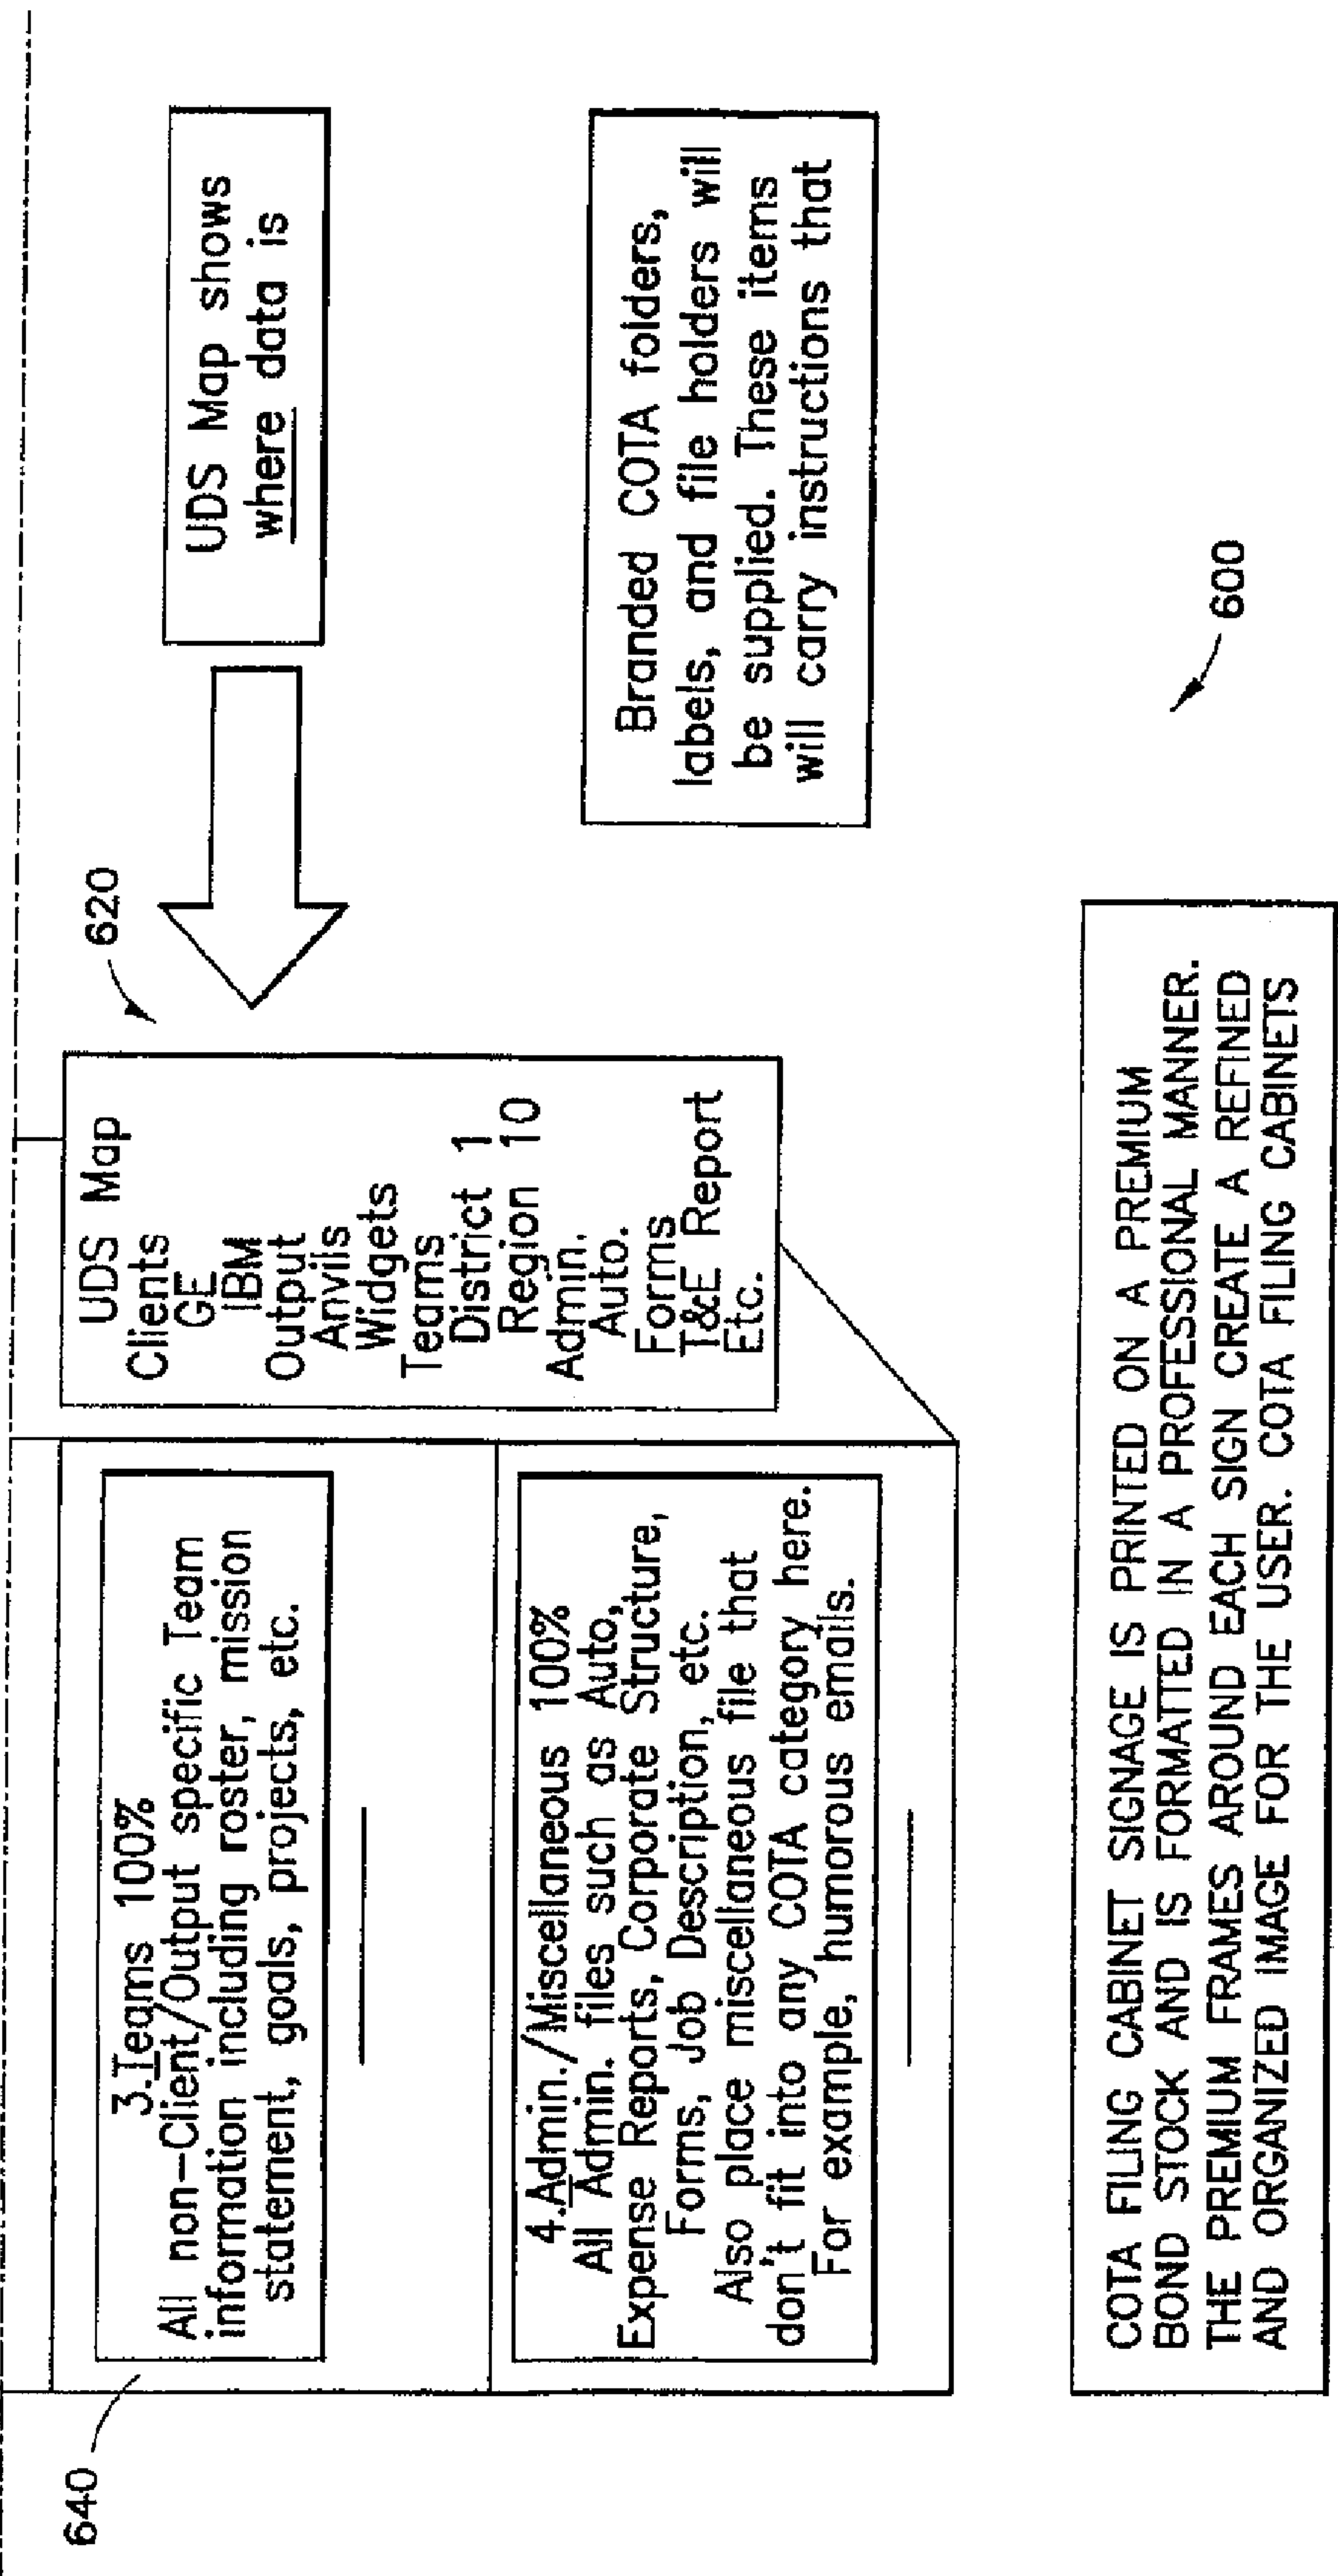 640
3.Teams 100%
All non-Client/Output specific Team
information including roster, mission
statement, goals, projects, etc.
4.Admin./Miscellaneous 100%
All Admin. files such as Auto,
Expense Reports, Corporate Structure,
Forms, Job Description, etc.
Also place miscellaneous file that
don't fit into any COTA category here.
For example, humorous emails.
UDS Map
Clients
GE
IBM
Output
Anvils
Widgets
Teams
District 1
Region 10
Admin.
Auto.
Forms
T&E Report
Etc.
620
UDS Map shows
where data is
Branded COTA folders,
labels, and file holders will
be supplied. These items
will carry instructions that
COTA FILING CABINET SIGNAGE IS PRINTED ON A PREMIUM
BOND STOCK AND IS FORMATTED IN A PROFESSIONAL MANNER.
THE PREMIUM FRAMES AROUND EACH SIGN CREATE A REFINED
AND ORGANIZED IMAGE FOR THE USER. COTA FILING CABINETS
600